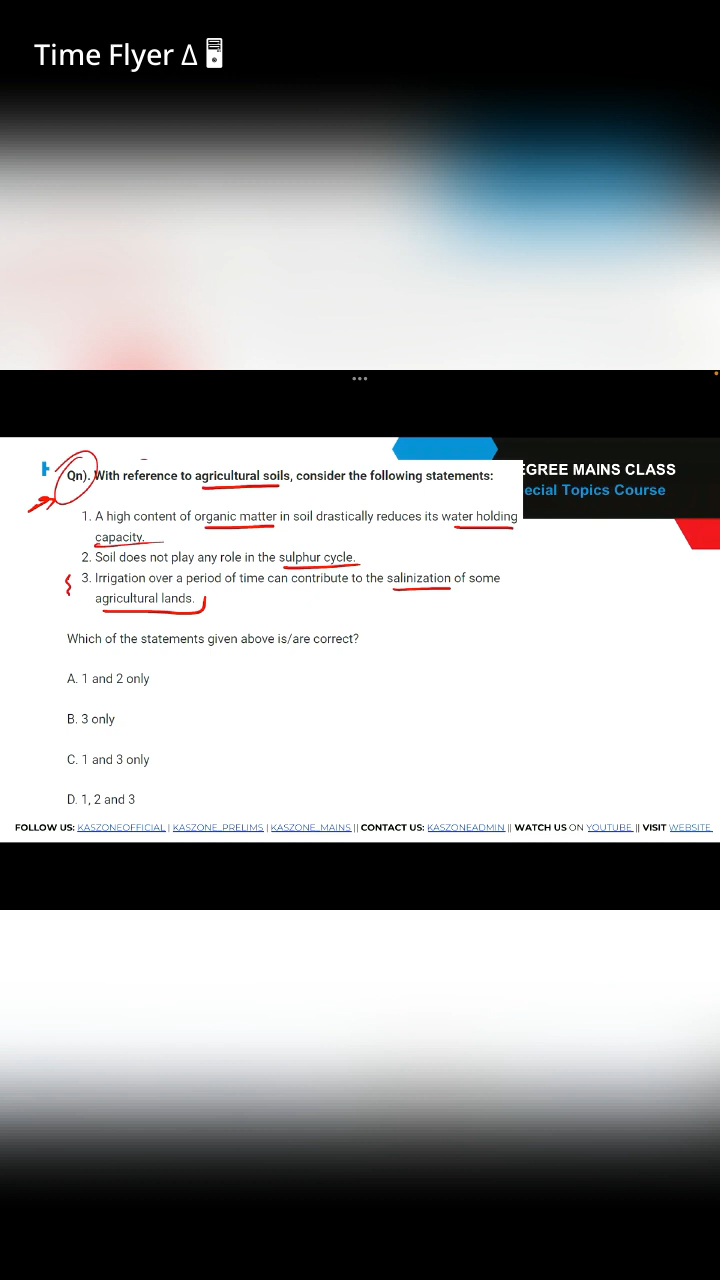 Time Flyer Δ 🖥
EGREE MAINS CLASS
ecial Topics Course
Qn). With reference to agricultural soils, consider the following statements:
1. A high content of organic matter in soil drastically reduces its water holding
capacity.
2. Soil does not play any role in the sulphur cycle.
3. Irrigation over a period of time can contribute to the salinization of some
agricultural lands.
Which of the statements given above is/are correct?
A. 1 and 2 only
B. 3 only
C. 1 and 3 only
D. 1, 2 and 3
FOLLOW US: KASZONEOFFICIAL | KASZONE_PRELIMS | KASZONE_MAINS || CONTACT US: KASZONEADMIN || WATCH US ON YOUTUBE || VISIT WEBSITE